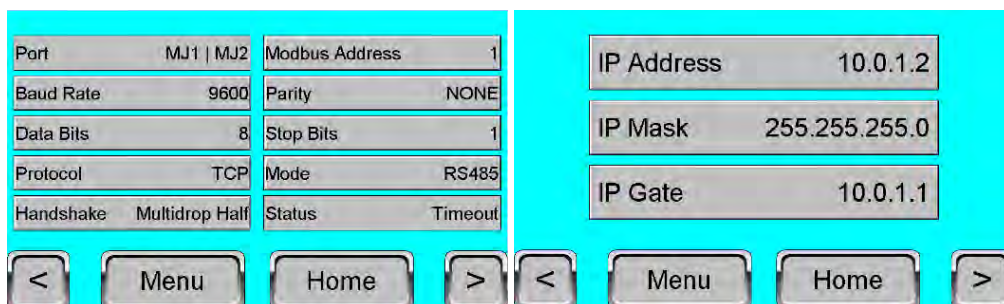 Port MJ1 | MJ2 Modbus Address 1
Baud Rate 9600 Parity NONE
Data Bits 8 Stop Bits 1
Protocol TCP Mode RS485
Handshake Multidrop Half Status Timeout
< Menu Home >
IP Address 10.0.1.2
IP Mask 255.255.255.0
IP Gate 10.0.1.1
< Menu Home >